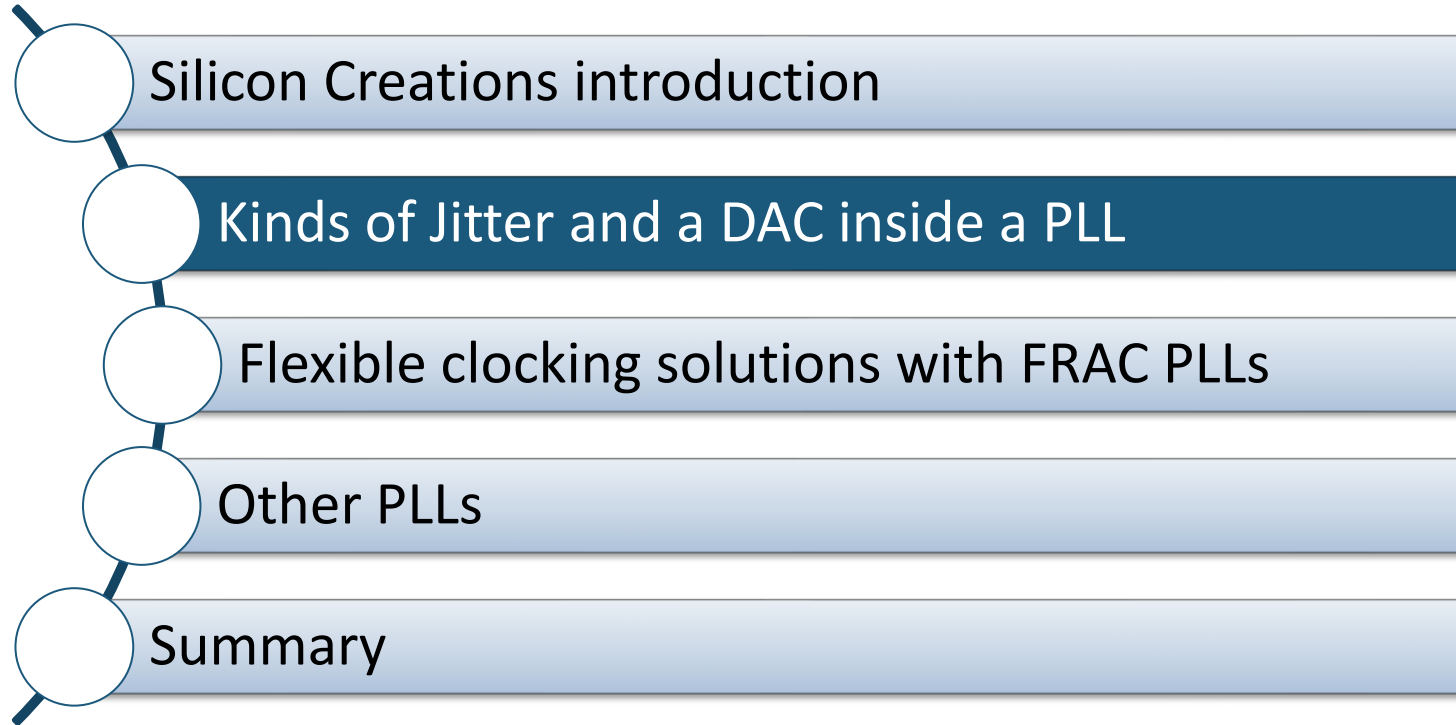 Silicon Creations introduction
Kinds of Jitter and a DAC inside a PLL
Flexible clocking solutions with FRAC PLLs
Other PLLs
Summary